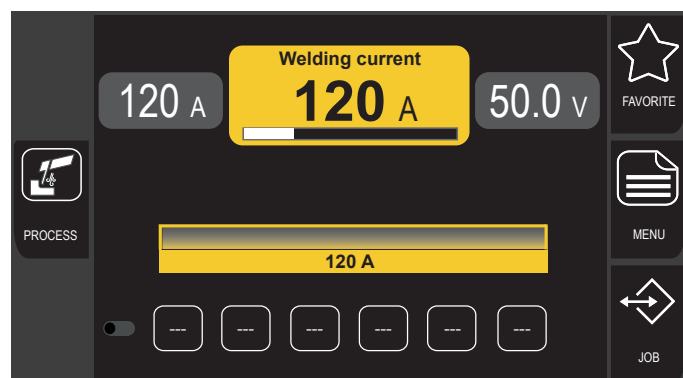 Welding current
120 A
120 A
50.0 V
FAVORITE
PROCESS
MENU
120 A
---
---
---
---
---
---
JOB